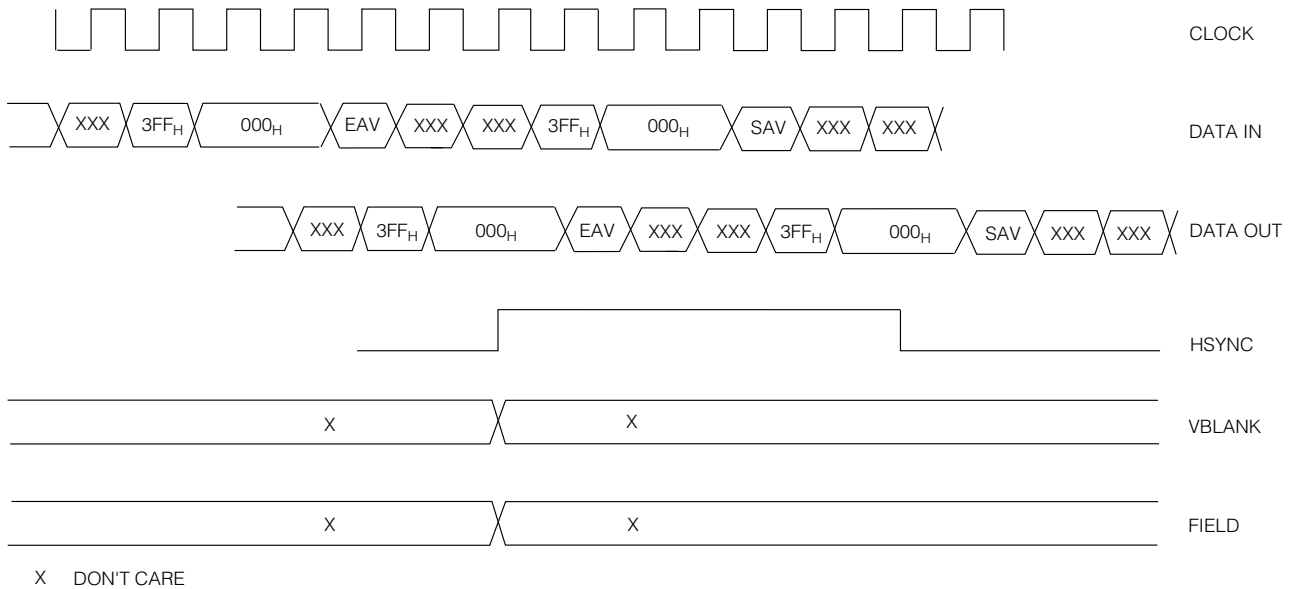 CLOCK
XXX 3FFH 000H EAV XXX XXX 3FFH 000H SAV XXX XXX DATA IN
XXX 3FFH 000H EAV XXX XXX 3FFH 000H SAV XXX XXX DATA OUT
HSYNC
X X VBLANK
X X FIELD
X DON'T CARE